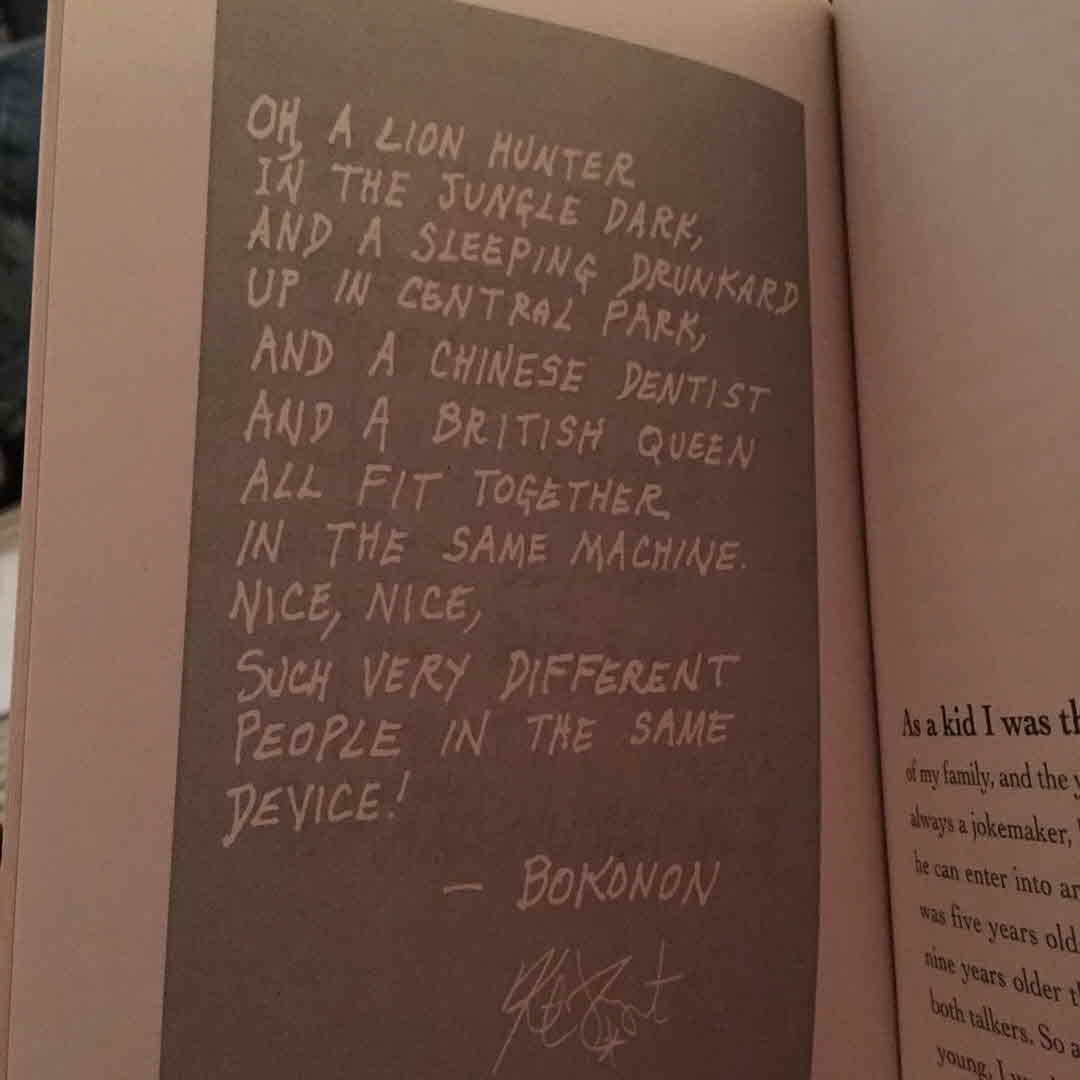 OH, A LION HUNTER
IN THE JUNGLE DARK,
AND A SLEEPING DRUNKARD
UP IN CENTRAL PARK,
AND A CHINESE DENTIST
AND A BRITISH QUEEN
ALL FIT TOGETHER
IN THE SAME MACHINE.
NICE, NICE,
SUCH VERY DIFFERENT
PEOPLE IN THE SAME
DEVICE!
— BOKONON
As a kid I was
of my family, and the
always a jokemaker,
he can enter into
was five years old
nine years older
both talkers. So
young, I